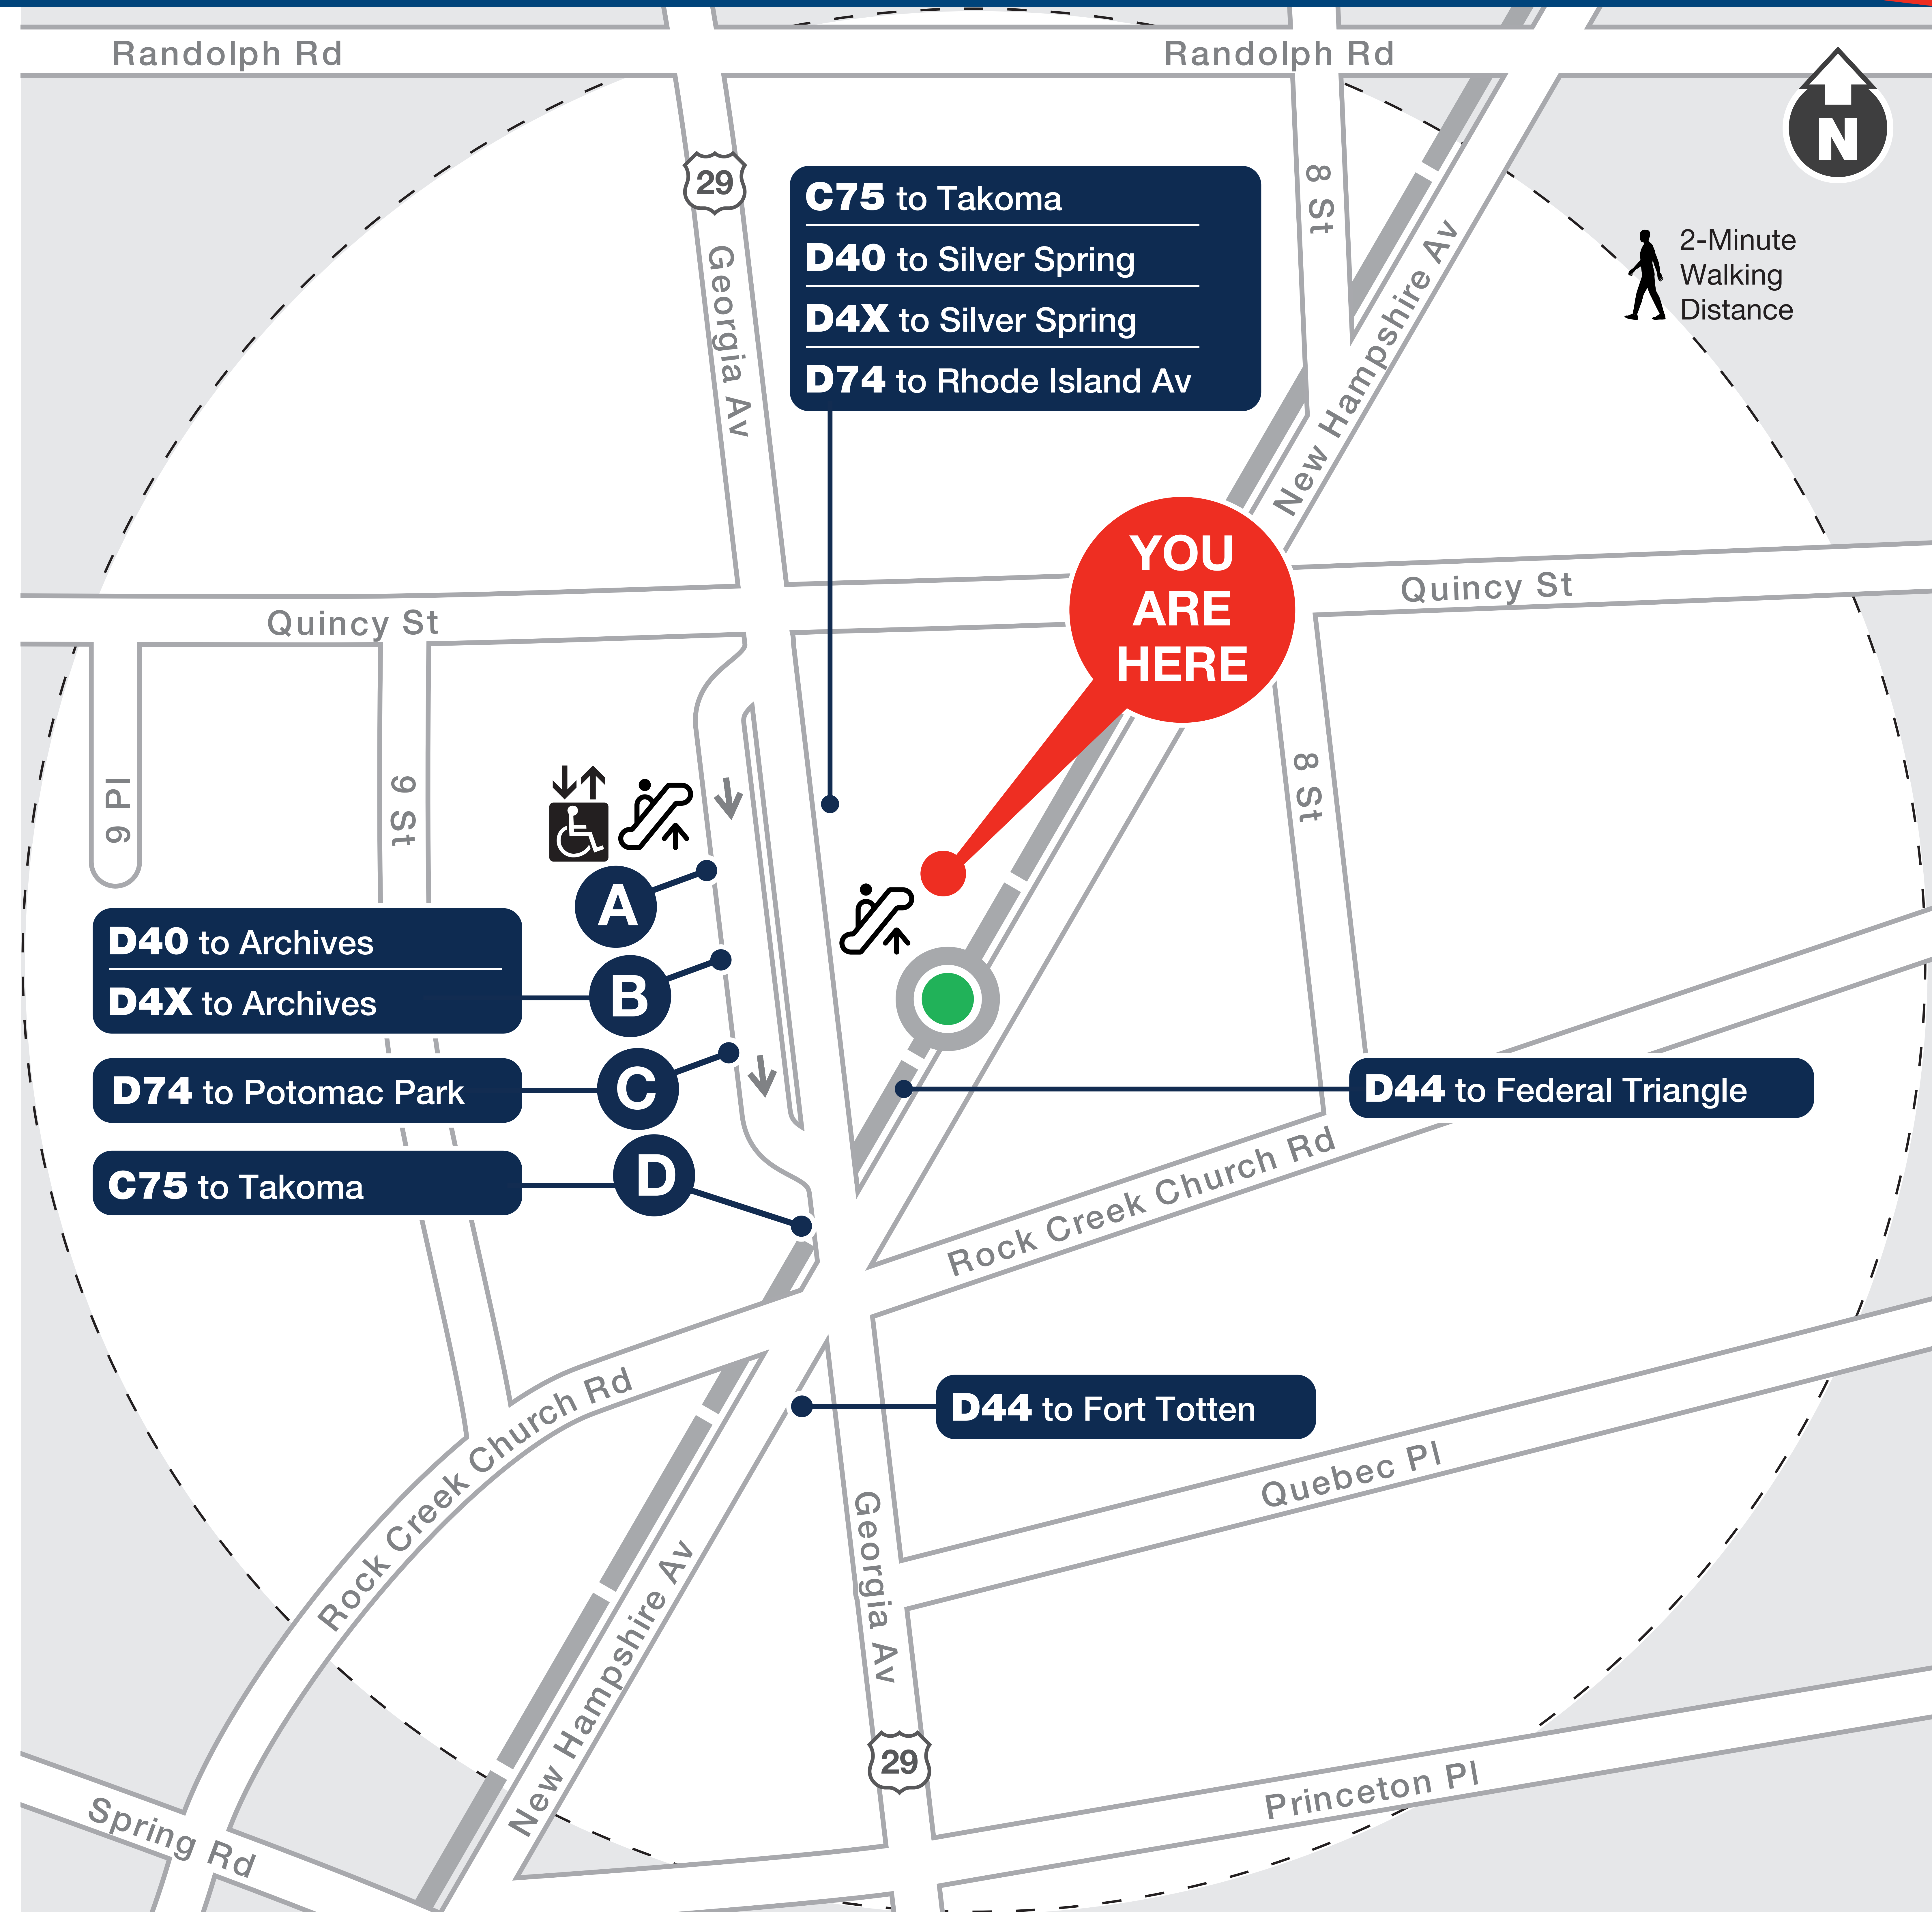 Randolph Rd
Randolph Rd
N
29
C75 to Takoma
D40 to Silver Spring
D4X to Silver Spring
D74 to Rhode Island Av
8 St
2-Minute
Walking
Distance
Georgia Av
New Hampshire Av
YOU
ARE
HERE
Quincy St
Quincy St
9 Pl
9 St
8 St
A
D40 to Archives
D4X to Archives
B
D74 to Potomac Park
C
D44 to Federal Triangle
C75 to Takoma
D
Rock Creek Church Rd
D44 to Fort Totten
Rock Creek Church Rd
Quebec Pl
Georgia Av
New Hampshire Av
29
Princeton Pl
Spring Rd